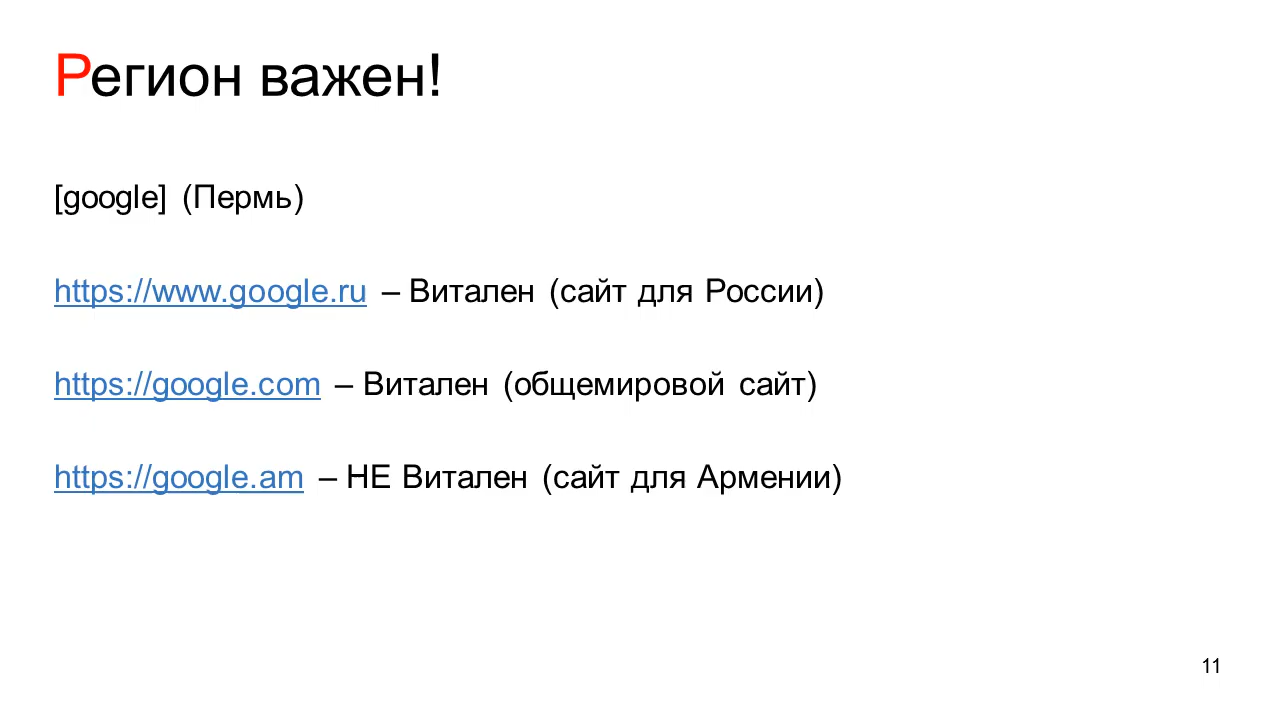 Регион важен!
[google] (Пермь)
https://www.google.ru – Витален (сайт для России)
https://google.com – Витален (общемировой сайт)
https://google.am – НЕ Витален (сайт для Армении)
11